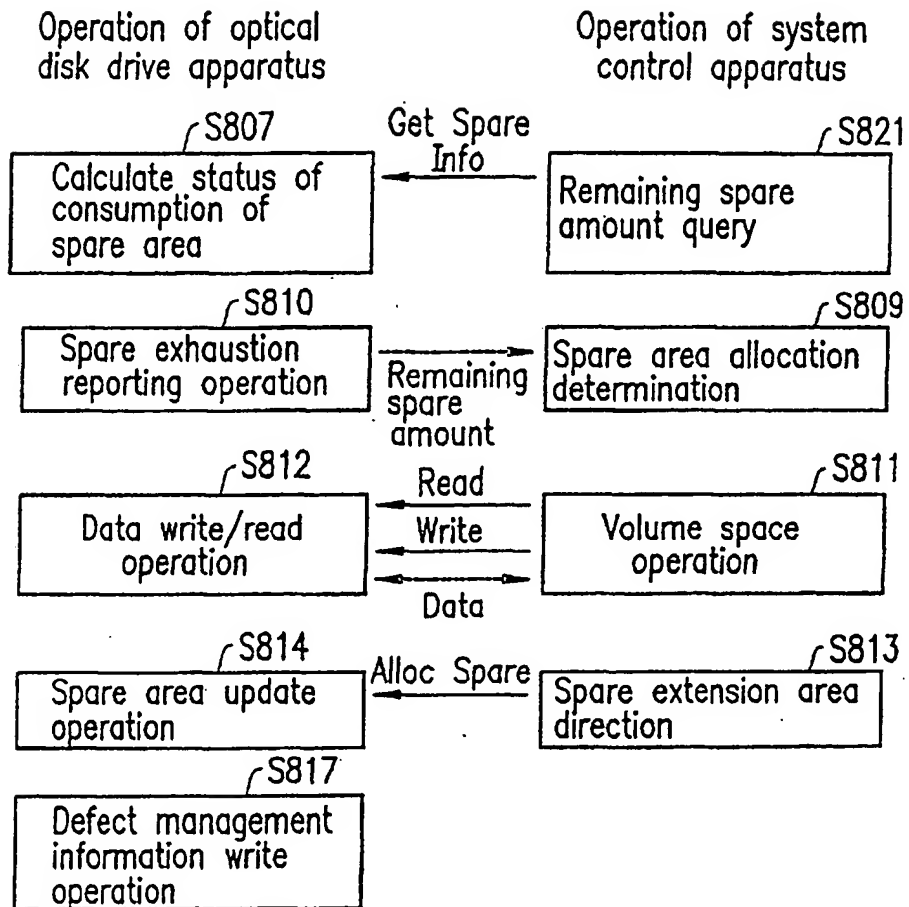 Operation of optical
disk drive apparatus
Operation of system
control apparatus
S807
Calculate status of
consumption of
spare area
Get Spare
Info
S821
Remaining spare
amount query
S810
Spare exhaustion
reporting operation
Remaining
spare
amount
S809
Spare area allocation
determination
S812
Data write/read
operation
Read
Write
Data
S811
Volume space
operation
S814
Spare area update
operation
Alloc Spare
S813
Spare extension area
direction
S817
Defect management
information write
operation